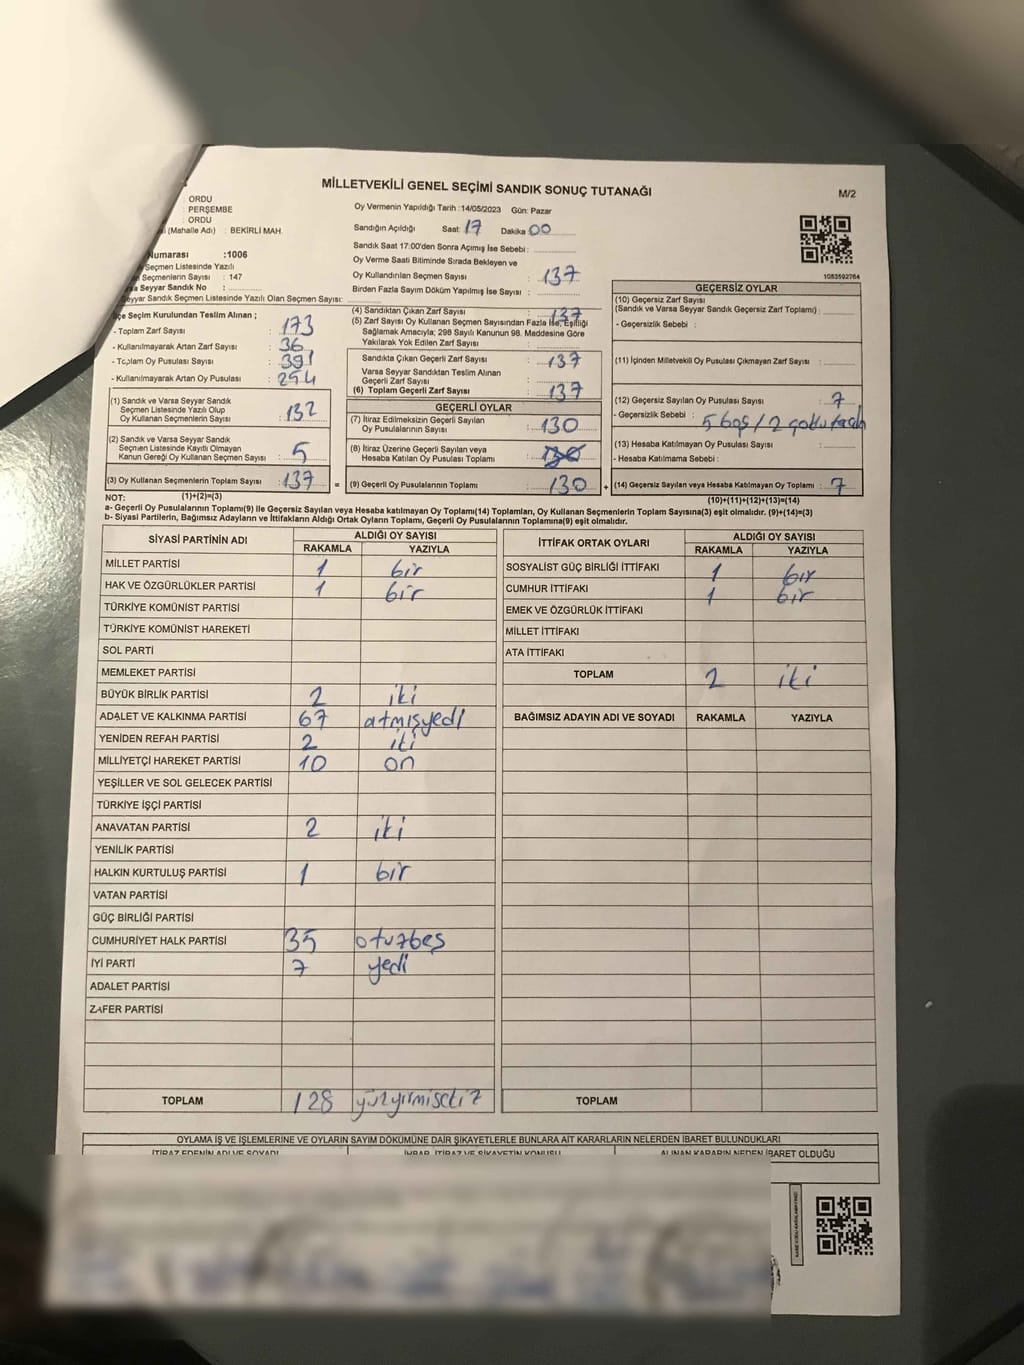 MİLLETVEKİLİ GENEL SEÇİMİ SANDIK SONUÇ TUTANAĞI
M/2
: ORDU
: PERŞEMBE
: ORDU
(Mahalle Adı) : BEKİRLİ MAH.
Numarası :1006
Seçmen Listesinde Yazılı
Seçmenlerin Sayısı : 147
Seyyar Sandık No :
Seyyar Sandık Seçmen Listesinde Yazılı Olan Seçmen Sayısı:
Oy Vermenin Yapıldığı Tarih :14/05/2023 Gün: Pazar
Sandığın Açıldığı Saat: 17 Dakika 00
Sandık Saat 17:00'den Sonra Açımış İse Sebebi :
Oy Verme Saati Bitiminde Sırada Bekleyen ve
Oy Kullandırılan Seçmen Sayısı : 137
Birden Fazla Sayım Döküm Yapılmış İse Sayısı :
1083592764
İlçe Seçim Kurulundan Teslim Alınan ;
- Toplam Zarf Sayısı : 173
- Kullanılmayarak Artan Zarf Sayısı : 36
- Toplam Oy Pusulası Sayısı : 391
- Kullanılmayarak Artan Oy Pusulası : 254
(1) Sandık ve Varsa Seyyar Sandık
Seçmen Listesinde Yazılı Olup
Oy Kullanan Seçmenlerin Sayısı : 132
(2) Sandık ve Varsa Seyyar Sandık
Seçmen Listesinde Kayıtlı Olmayan
Kanun Gereği Oy Kullanan Seçmen Sayısı : 5
(3) Oy Kullanan Seçmenlerin Toplam Sayısı :137 =
(4) Sandıktan Çıkan Zarf Sayısı : 137
(5) Zarf Sayısı Oy Kullanan Seçmen Sayısından Fazla İse, Eşitliği
Sağlamak Amacıyla; 298 Sayılı Kanunun 98. Maddesine Göre
Yakılarak Yok Edilen Zarf Sayısı :
Sandıkta Çıkan Geçerli Zarf Sayısı : 137
Varsa Seyyar Sandıktan Teslim Alınan
Geçerli Zarf Sayısı :
(6) Toplam Geçerli Zarf Sayısı : 137
GEÇERLİ OYLAR
(7) İtiraz Edilmeksizin Geçerli Sayılan
Oy Pusulalarının Sayısı : 130
(8) İtiraz Üzerine Geçerli Sayılan veya
Hesaba Katılan Oy Pusulası Toplamı : 130
(9) Geçerli Oy Pusulalarının Toplamı : 130 +
GEÇERSİZ OYLAR
(10) Geçersiz Zarf Sayısı
(Sandık ve Varsa Seyyar Sandık Geçersiz Zarf Toplamı) :
- Geçersizlik Sebebi :
(11) İçinden Milletvekili Oy Pusulası Çıkmayan Zarf Sayısı :
(12) Geçersiz Sayılan Oy Pusulası Sayısı : 7
- Geçersizlik Sebebi : 5 boş / 2
(13) Hesaba Katılmayan Oy Pusulası Sayısı :
- Hesaba Katılmama Sebebi :
(14) Geçersiz Sayılan veya Hesaba Katılmayan Oy Toplamı : 7
NOT: (1)+(2)=(3) (10)+(11)+(12)+(13)=(14)
a- Geçerli Oy Pusulalarının Toplamı(9) ile Geçersiz Sayılan veya Hesaba katılmayan Oy Toplamı(14) Toplamları, Oy Kullanan Seçmenlerin Toplam Sayısına(3) eşit olmalıdır. (9)+(14)=(3)
b- Siyasi Partilerin, Bağımsız Adayların ve İttifakların Aldığı Ortak Oyların Toplamı, Geçerli Oy Pusulalarının Toplamına(9) eşit olmalıdır.
SİYASİ PARTİNİN ADI ALDIĞI OY SAYISI
RAKAMLA YAZIYLA
MİLLET PARTİSİ 1 bir
HAK VE ÖZGÜRLÜKLER PARTİSİ 1 bir
TÜRKİYE KOMÜNİST PARTİSİ
TÜRKİYE KOMÜNİST HAREKETİ
SOL PARTİ
MEMLEKET PARTİSİ
BÜYÜK BİRLİK PARTİSİ 2 iki
ADALET VE KALKINMA PARTİSİ 67 atmışyedi
YENİDEN REFAH PARTİSİ 2 iki
MİLLİYETÇİ HAREKET PARTİSİ 10 on
YEŞİLLER VE SOL GELECEK PARTİSİ
TÜRKİYE İŞÇİ PARTİSİ
ANAVATAN PARTİSİ 2 iki
YENİLİK PARTİSİ
HALKIN KURTULUŞ PARTİSİ 1 bir
VATAN PARTİSİ
GÜÇ BİRLİĞİ PARTİSİ
CUMHURİYET HALK PARTİSİ 35 otuzbeş
İYİ PARTİ 7 yedi
ADALET PARTİSİ
ZAFER PARTİSİ
TOPLAM 128 yüzyirmisekiz
İTTİFAK ORTAK OYLARI ALDIĞI OY SAYISI
RAKAMLA YAZIYLA
SOSYALİST GÜÇ BİRLİĞİ İTTİFAKI 1 bir
CUMHUR İTTİFAKI 1 bir
EMEK VE ÖZGÜRLÜK İTTİFAKI
MİLLET İTTİFAKI
ATA İTTİFAKI
TOPLAM 2 iki
BAĞIMSIZ ADAYIN ADI VE SOYADI RAKAMLA YAZIYLA
TOPLAM
OYLAMA İŞ VE İŞLEMLERİNE VE OYLARIN SAYIM DÖKÜMÜNE DAİR ŞİKAYETLERLE BUNLARA AİT KARARLARIN NELERDEN İBARET BULUNDUKLARI
İTİRAZ EDENİN ADI VE SOYADI İHBAR, İTİRAZ VE ŞİKAYETİN KONUSU ALINAN KARARIN NEDEN İBARET OLDUĞU